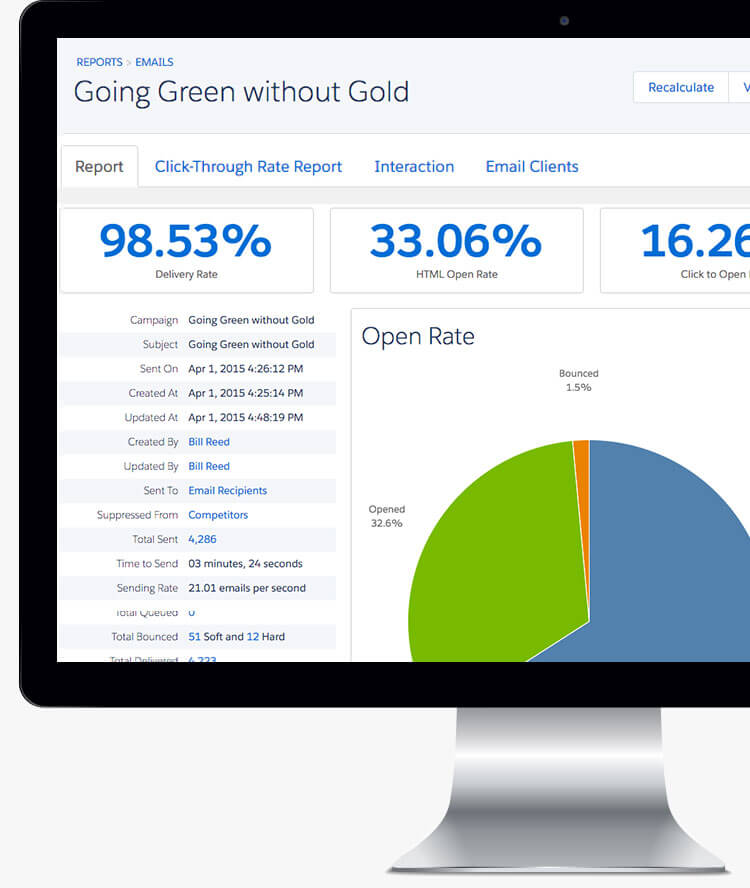 REPORTS > EMAILS
Going Green without Gold
Recalculate
Report Click-Through Rate Report Interaction Email Clients
98.53%
Delivery Rate
33.06%
HTML Open Rate
16.26
Click to Open
Campaign Going Green without Gold
Subject Going Green without Gold
Sent On Apr 1, 2015 4:26:12 PM
Created At Apr 1, 2015 4:25:14 PM
Updated At Apr 1, 2015 4:48:19 PM
Created By Bill Reed
Updated By Bill Reed
Sent To Email Recipients
Suppressed From Competitors
Total Sent 4,286
Time to Send 03 minutes, 24 seconds
Sending Rate 21.01 emails per second
Total Queued 0
Total Bounced 51 Soft and 12 Hard
Total Delivered 4,223
Open Rate
Bounced
1.5%
Opened
32.6%